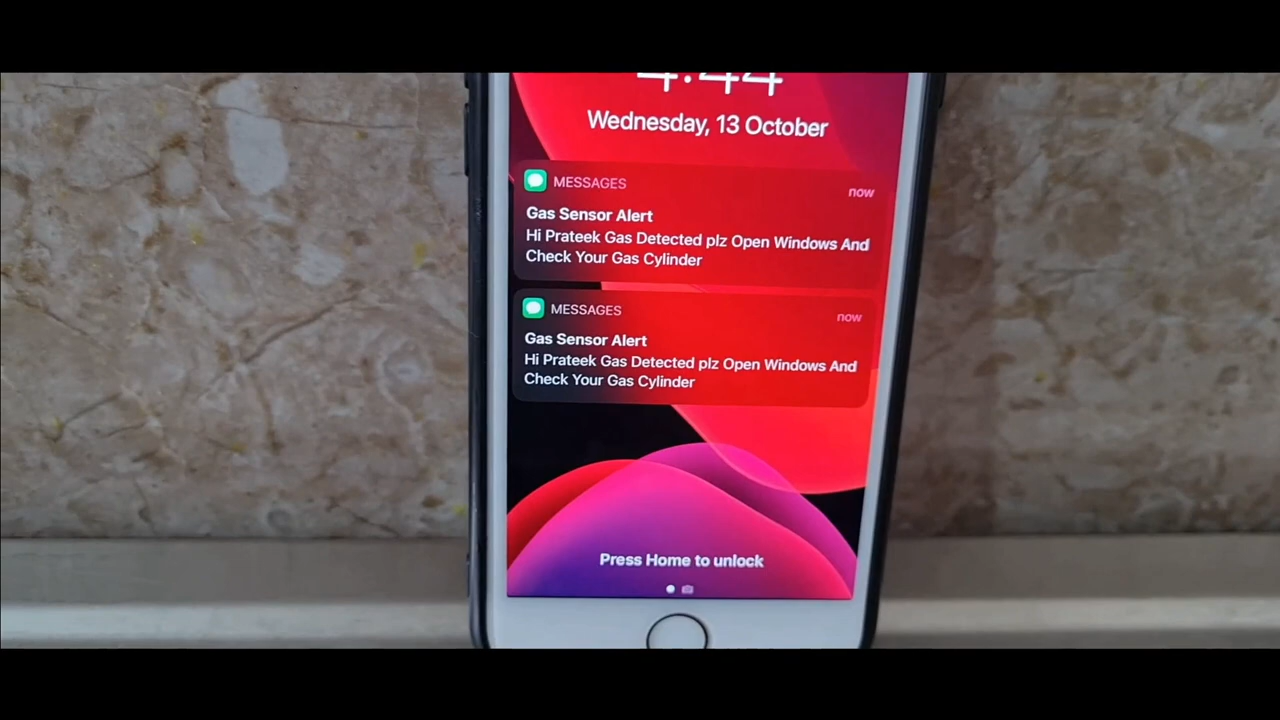 4:44
Wednesday, 13 October
MESSAGES
now
Gas Sensor Alert
Hi Prateek Gas Detected plz Open Windows And
Check Your Gas Cylinder
MESSAGES
now
Gas Sensor Alert
Hi Prateek Gas Detected plz Open Windows And
Check Your Gas Cylinder
Press Home to unlock